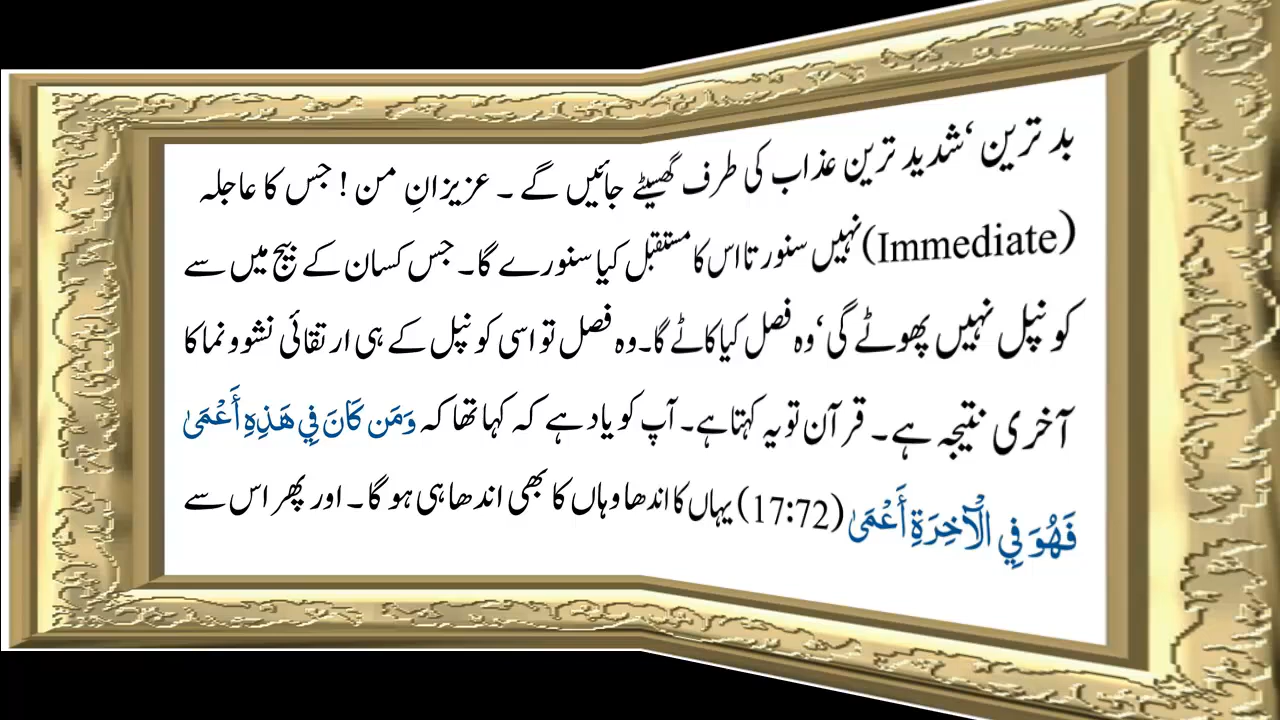 بد ترین ‘شدید ترین عذاب کی طرف گھسیٹے جائیں گے ۔ عزیزانِ من ! جس کا عاجلہ
(Immediate) نہیں سنورتا اس کا مستقبل کیا سنورے گا۔ جس کسان کے بیج میں سے
کونپل نہیں پھوٹے گی‘ وہ فصل کیا کاٹے گا۔ وہ فصل تو اسی کونپل کے ہی ارتقائی نشوونما کا
آخری نتیجہ ہے۔ قرآن تو یہ کہتا ہے۔ آپ کو یاد ہے کہ کہا تھا کہ وَمَن كَانَ فِي هَـذِهِ أَعْمَىٰ
فَهُوَ فِي الْآخِرَةِ أَعْمَىٰ (17:72) یہاں کا اندھا وہاں کا بھی اندھا ہی ہو گا۔ اور پھر اس سے